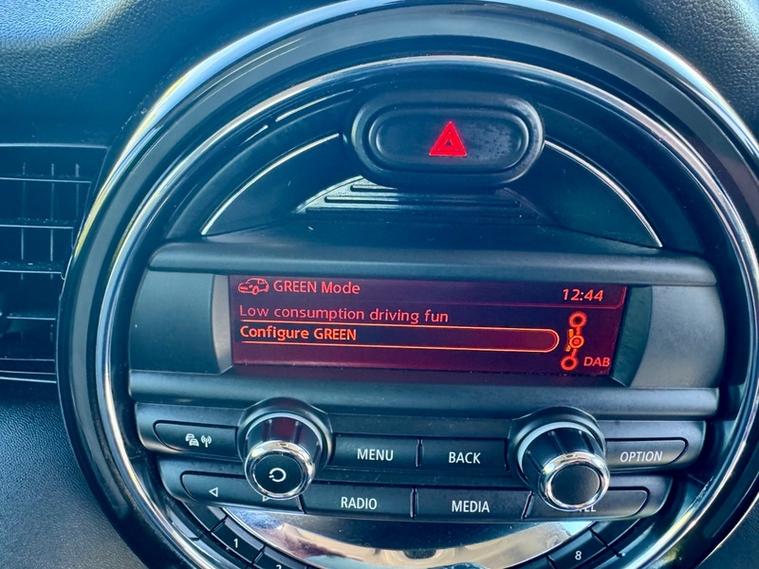 GREEN Mode
12:44
Low consumption driving fun
Configure GREEN
DAB
MENU
BACK
OPTION
RADIO
MEDIA
1
8